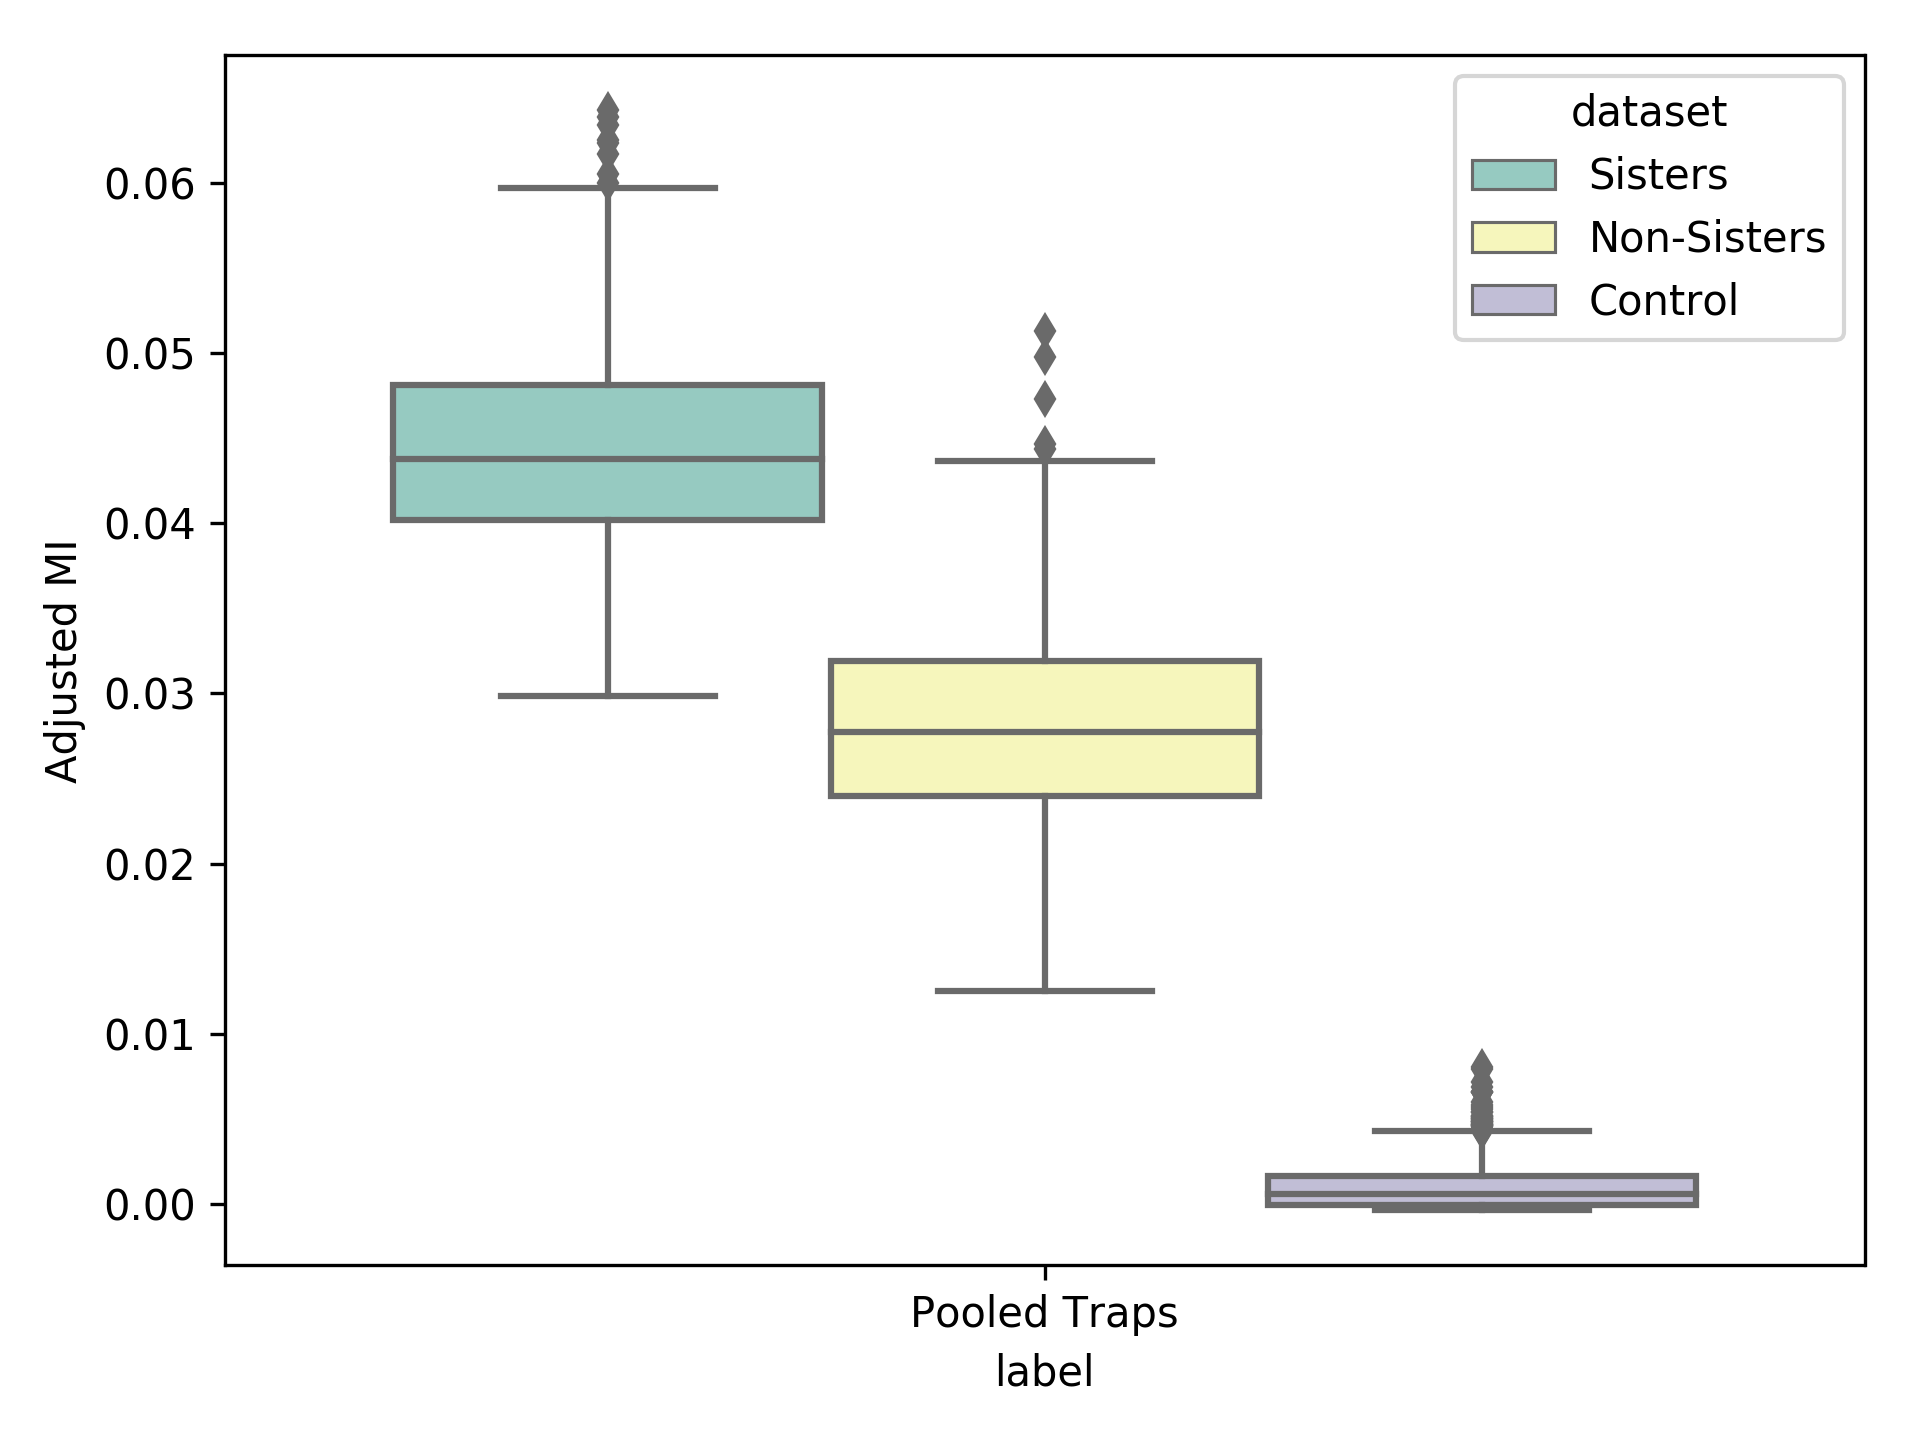 dataset
Sisters
Non-Sisters
Control
0.06
0.05
0.04
0.03
0.02
0.01
0.00
Adjusted MI
Pooled Traps
label